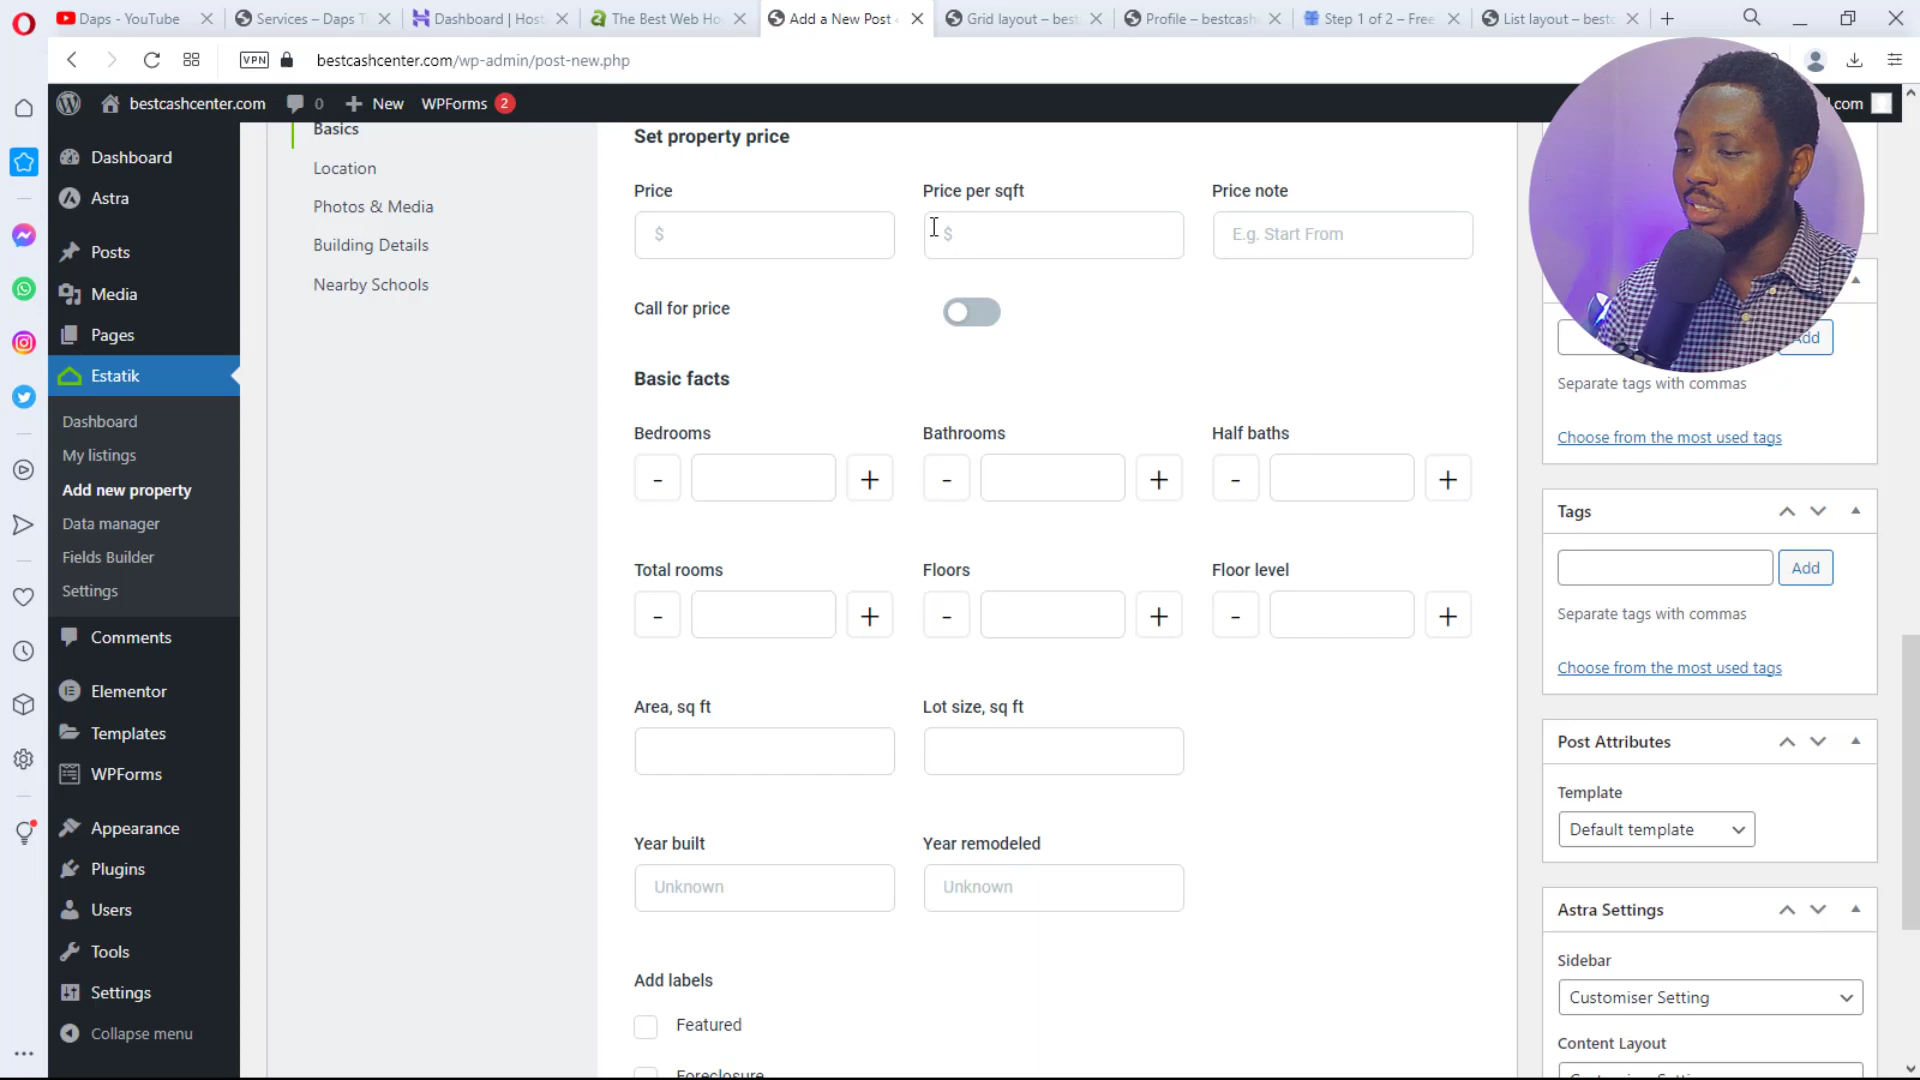 Daps - YouTube
Services – Daps T
Dashboard | Host
The Best Web Ho
Add a New Post
Grid layout – best
Profile – bestcash
Step 1 of 2 – Free
List layout – bestc
VPN
bestcashcenter.com/wp-admin/post-new.php
bestcashcenter.com
0
New
WPForms 2
.com
Dashboard
Astra
Posts
Media
Pages
Estatik
Dashboard
My listings
Add new property
Data manager
Fields Builder
Settings
Comments
Elementor
Templates
WPForms
Appearance
Plugins
Users
Tools
Settings
Collapse menu
Basics
Location
Photos & Media
Building Details
Nearby Schools
Set property price
Price
Price per sqft
Price note
$
$
E.g. Start From
Call for price
Basic facts
Bedrooms
Bathrooms
Half baths
- +
- +
- +
Total rooms
Floors
Floor level
- +
- +
- +
Area, sq ft
Lot size, sq ft
Year built
Year remodeled
Unknown
Unknown
Add labels
Featured
Foreclosure
Separate tags with commas
Choose from the most used tags
Tags
Add
Separate tags with commas
Choose from the most used tags
Post Attributes
Template
Default template
Astra Settings
Sidebar
Customiser Setting
Content Layout